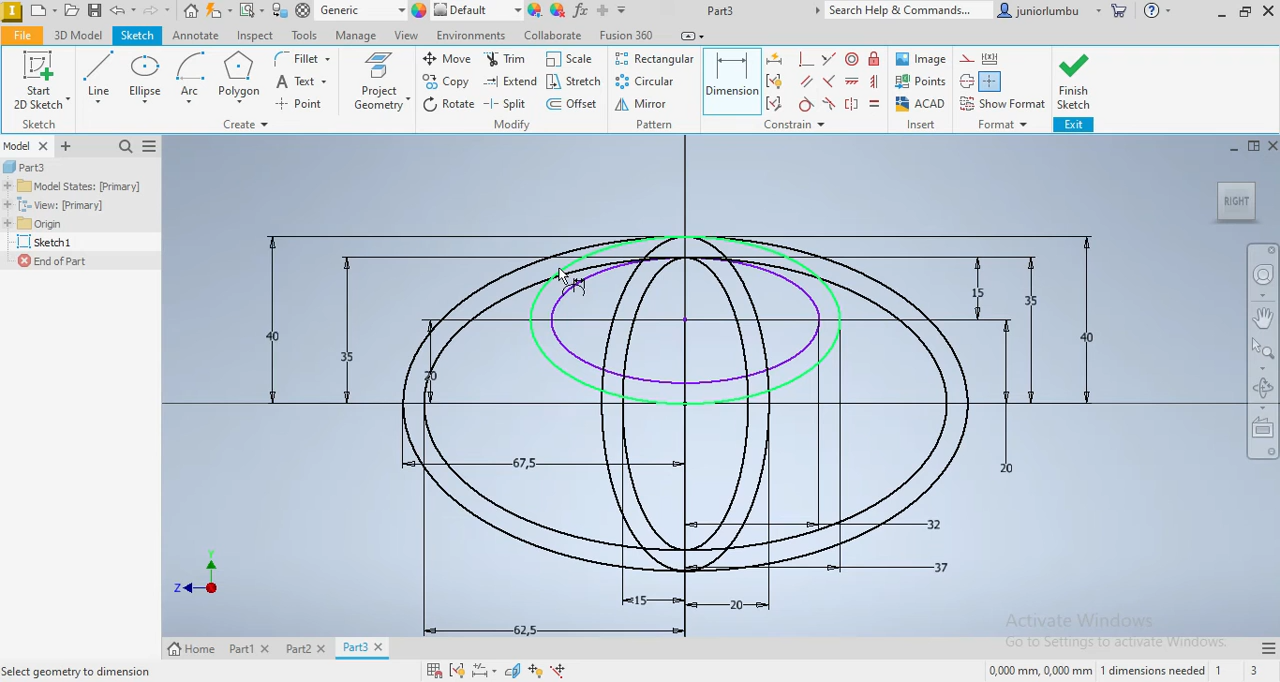 Generic Default fx Part3 Search Help & Commands... juniorlumbu
File 3D Model Sketch Annotate Inspect Tools Manage View Environments Collaborate Fusion 360
Start 2D Sketch Line Ellipse Arc Polygon Fillet Text Point Project Geometry Move Copy Rotate Trim Extend Split Scale Stretch Offset Rectangular Circular Mirror Dimension Image Points ACAD Show Format Finish Sketch
Sketch Create Modify Pattern Constrain Insert Format Exit
Model
Part3
Model States: [Primary]
View: [Primary]
Origin
Sketch1
End of Part
RIGHT
15
35
40
40
35
20
67,5
20
32
37
15
20
62,5
Y
Z
Activate Windows
Go to Settings to activate Windows.
Home Part1 Part2 Part3
Select geometry to dimension 0,000 mm, 0,000 mm 1 dimensions needed 1 3